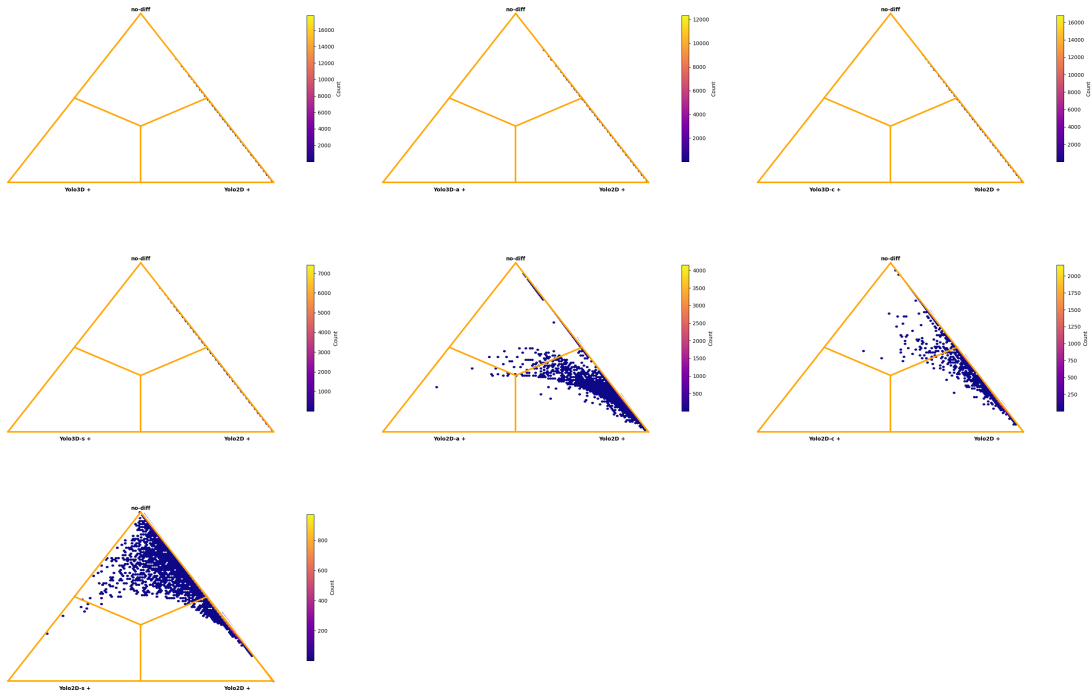 no-diff
Yolo3D +
Yolo2D +
16000
14000
12000
10000
8000
6000
4000
2000
Count
no-diff
Yolo3D-a +
Yolo2D +
12000
10000
8000
6000
4000
2000
Count
no-diff
Yolo3D-c +
Yolo2D +
16000
14000
12000
10000
8000
6000
4000
2000
Count
no-diff
Yolo3D-s +
Yolo2D +
7000
6000
5000
4000
3000
2000
1000
Count
no-diff
Yolo2D-a +
Yolo2D +
4000
3500
3000
2500
2000
1500
1000
500
Count
no-diff
Yolo2D-c +
Yolo2D +
2000
1750
1500
1250
1000
750
500
250
Count
no-diff
Yolo2D-s +
Yolo2D +
800
600
400
200
Count